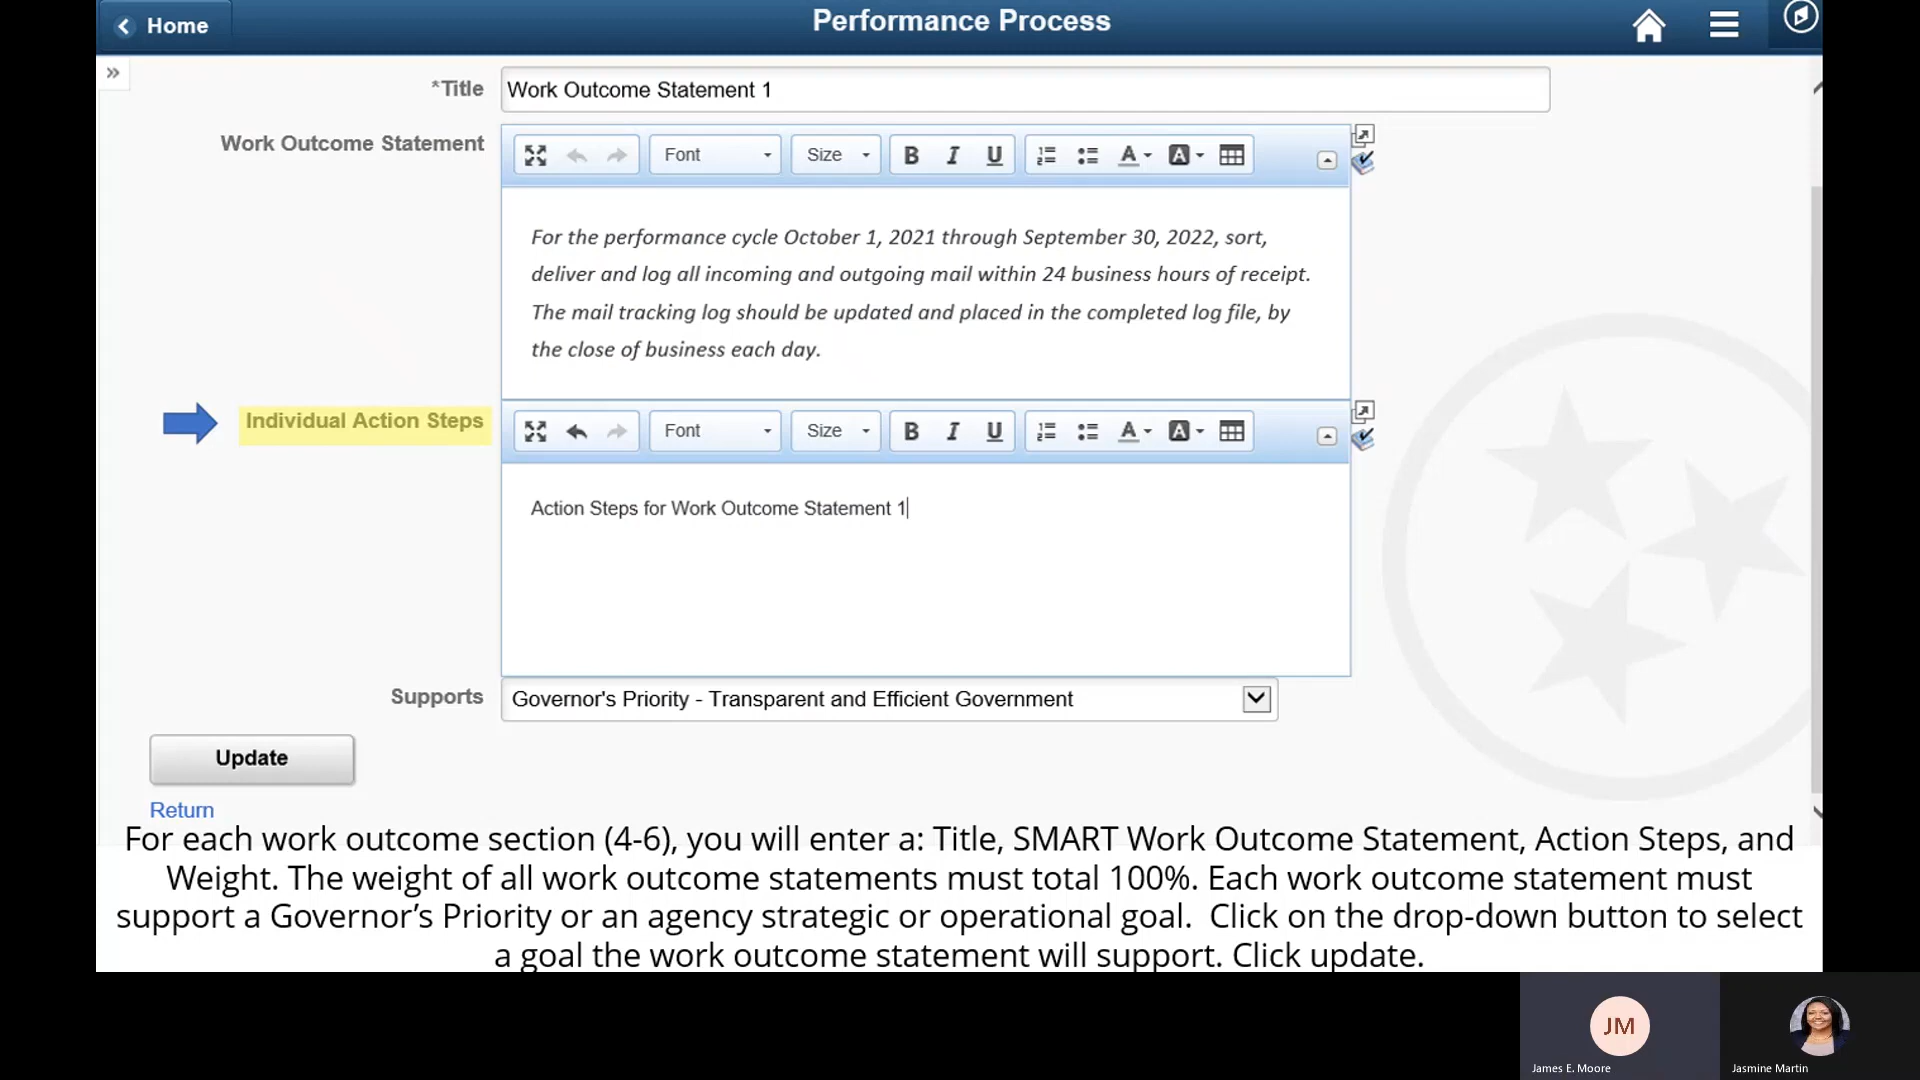 Home
Performance Process
»
*Title
Work Outcome Statement 1
Work Outcome Statement
Font
Size
B I U
A
A
For the performance cycle October 1, 2021 through September 30, 2022, sort,
deliver and log all incoming and outgoing mail within 24 business hours of receipt.
The mail tracking log should be updated and placed in the completed log file, by
the close of business each day.
Individual Action Steps
Font
Size
B I U
A
A
Action Steps for Work Outcome Statement 1
Supports
Governor's Priority - Transparent and Efficient Government
Update
Return
For each work outcome section (4-6), you will enter a: Title, SMART Work Outcome Statement, Action Steps, and
Weight. The weight of all work outcome statements must total 100%. Each work outcome statement must
support a Governor’s Priority or an agency strategic or operational goal.  Click on the drop-down button to select
a goal the work outcome statement will support. Click update.
JM
James E. Moore
Jasmine Martin